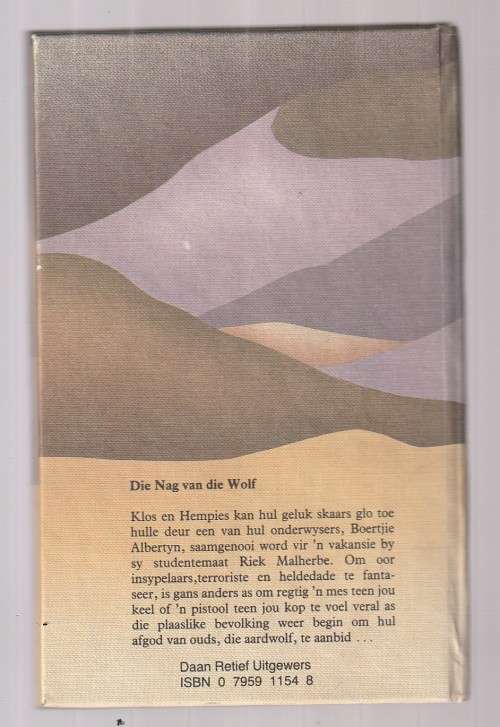 Die Nag van die Wolf
Klos en Hempies kan hul geluk skaars glo toe
hulle deur een van hul onderwysers, Boertjie
Albertyn, saamgenooi word vir 'n vakansie by
sy studentemaat Riek Malherbe. Om oor
insypelaars,terroriste en heldedade te fanta-
seer, is gans anders as om regtig 'n mes teen jou
keel of 'n pistool teen jou kop te voel veral as
die plaaslike bevolking weer begin om hul
afgod van ouds, die aardwolf, te aanbid ...
Daan Retief Uitgewers
ISBN 0 7959 1154 8